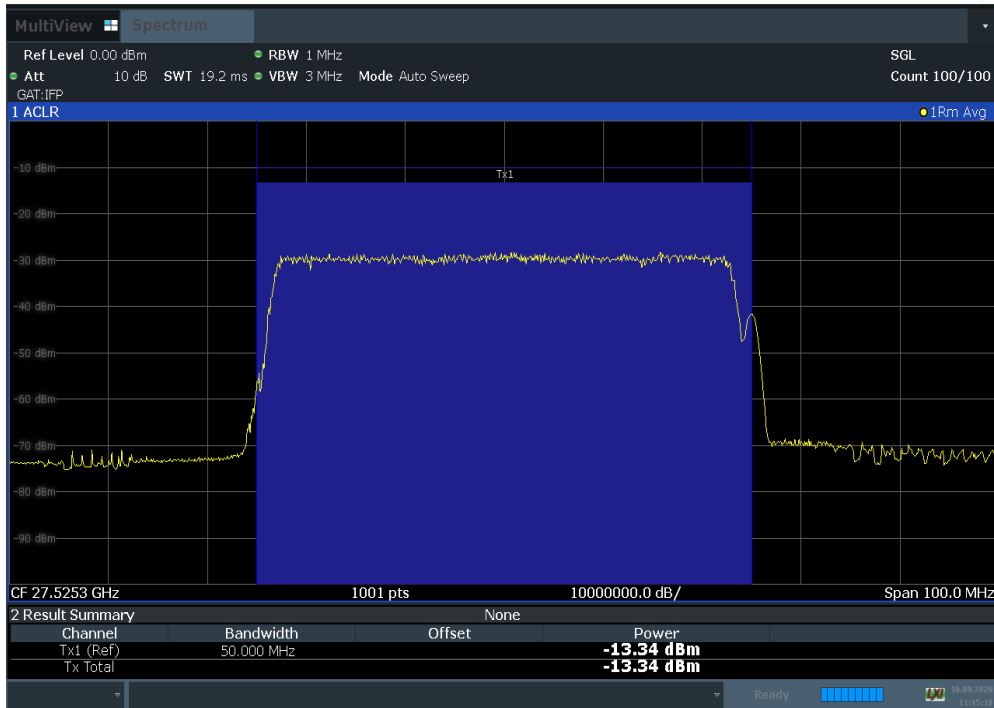 MultiView Spectrum
Ref Level 0.00 dBm RBW 1 MHz SGL
Att 10 dB SWT 19.2 ms VBW 3 MHz Mode Auto Sweep Count 100/100
GAT:IFP
1 ACLR 1Rm Avg
-10 dBm
Tx1
-20 dBm
-30 dBm
-40 dBm
-50 dBm
-60 dBm
-70 dBm
-80 dBm
-90 dBm
CF 27.5253 GHz 1001 pts 10000000.0 dB/ Span 100.0 MHz
2 Result Summary None
Channel Bandwidth Offset Power
Tx1 (Ref) 50.000 MHz -13.34 dBm
Tx Total -13.34 dBm
Ready LXI 16.09.2020
11:15:18